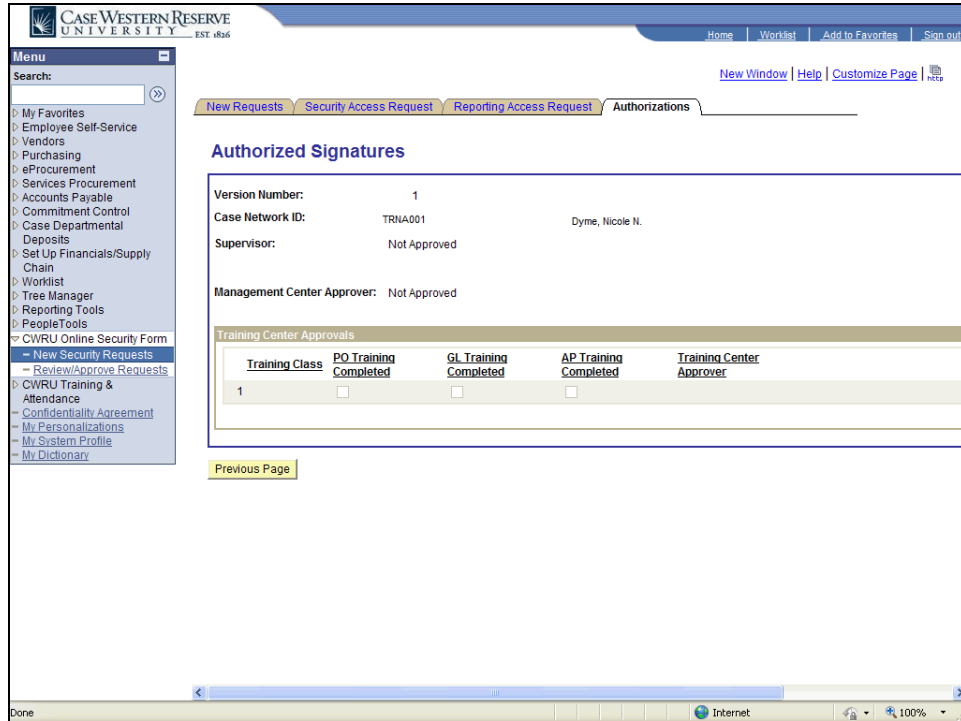 CASE WESTERN RESERVE
UNIVERSITY EST. 1826
Home | Worklist | Add to Favorites | Sign out
Menu
Search:
My Favorites
Employee Self-Service
Vendors
Purchasing
eProcurement
Services Procurement
Accounts Payable
Commitment Control
Case Departmental
Deposits
Set Up Financials/Supply
Chain
Worklist
Tree Manager
Reporting Tools
PeopleTools
CWRU Online Security Form
– New Security Requests
– Review/Approve Requests
CWRU Training &
Attendance
– Confidentiality Agreement
– My Personalizations
– My System Profile
– My Dictionary
New Window | Help | Customize Page | http
New Requests Security Access Request Reporting Access Request Authorizations
Authorized Signatures
Version Number: 1
Case Network ID: TRNA001 Dyme, Nicole N.
Supervisor: Not Approved
Management Center Approver: Not Approved
Training Center Approvals
Training Class PO Training Completed GL Training Completed AP Training Completed Training Center Approver
1
Previous Page
Done Internet 100%